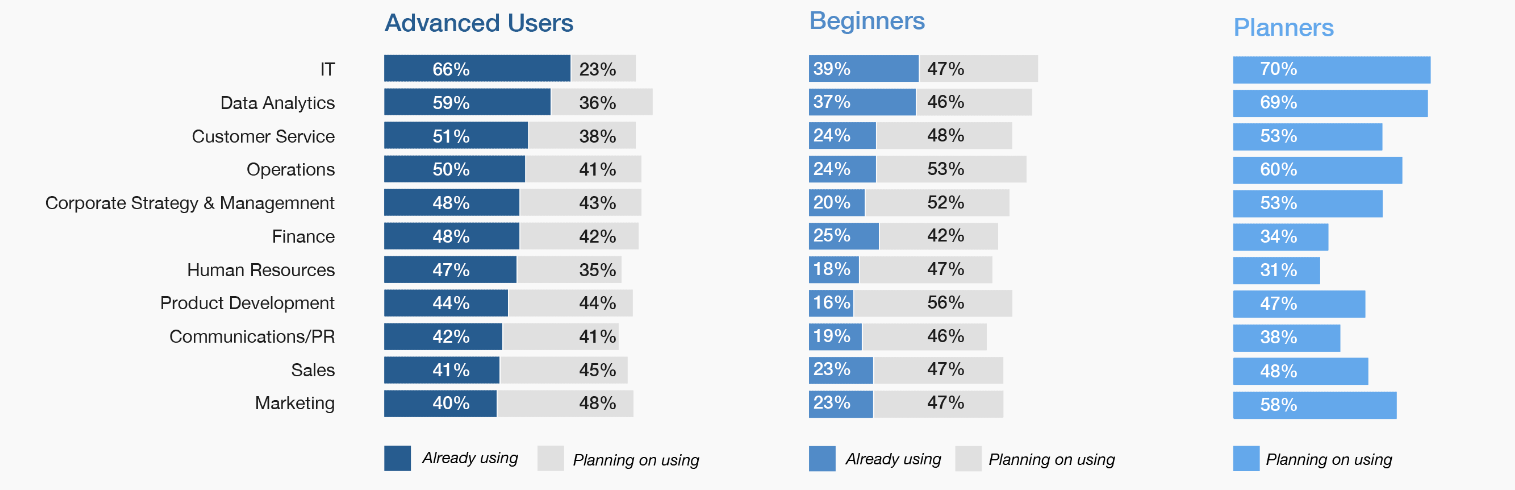 Advanced Users Beginners Planners
IT 66% 23% 39% 47% 70%
Data Analytics 59% 36% 37% 46% 69%
Customer Service 51% 38% 24% 48% 53%
Operations 50% 41% 24% 53% 60%
Corporate Strategy & Managemnent 48% 43% 20% 52% 53%
Finance 48% 42% 25% 42% 34%
Human Resources 47% 35% 18% 47% 31%
Product Development 44% 44% 16% 56% 47%
Communications/PR 42% 41% 19% 46% 38%
Sales 41% 45% 23% 47% 48%
Marketing 40% 48% 23% 47% 58%
Already using Planning on using Already using Planning on using Planning on using